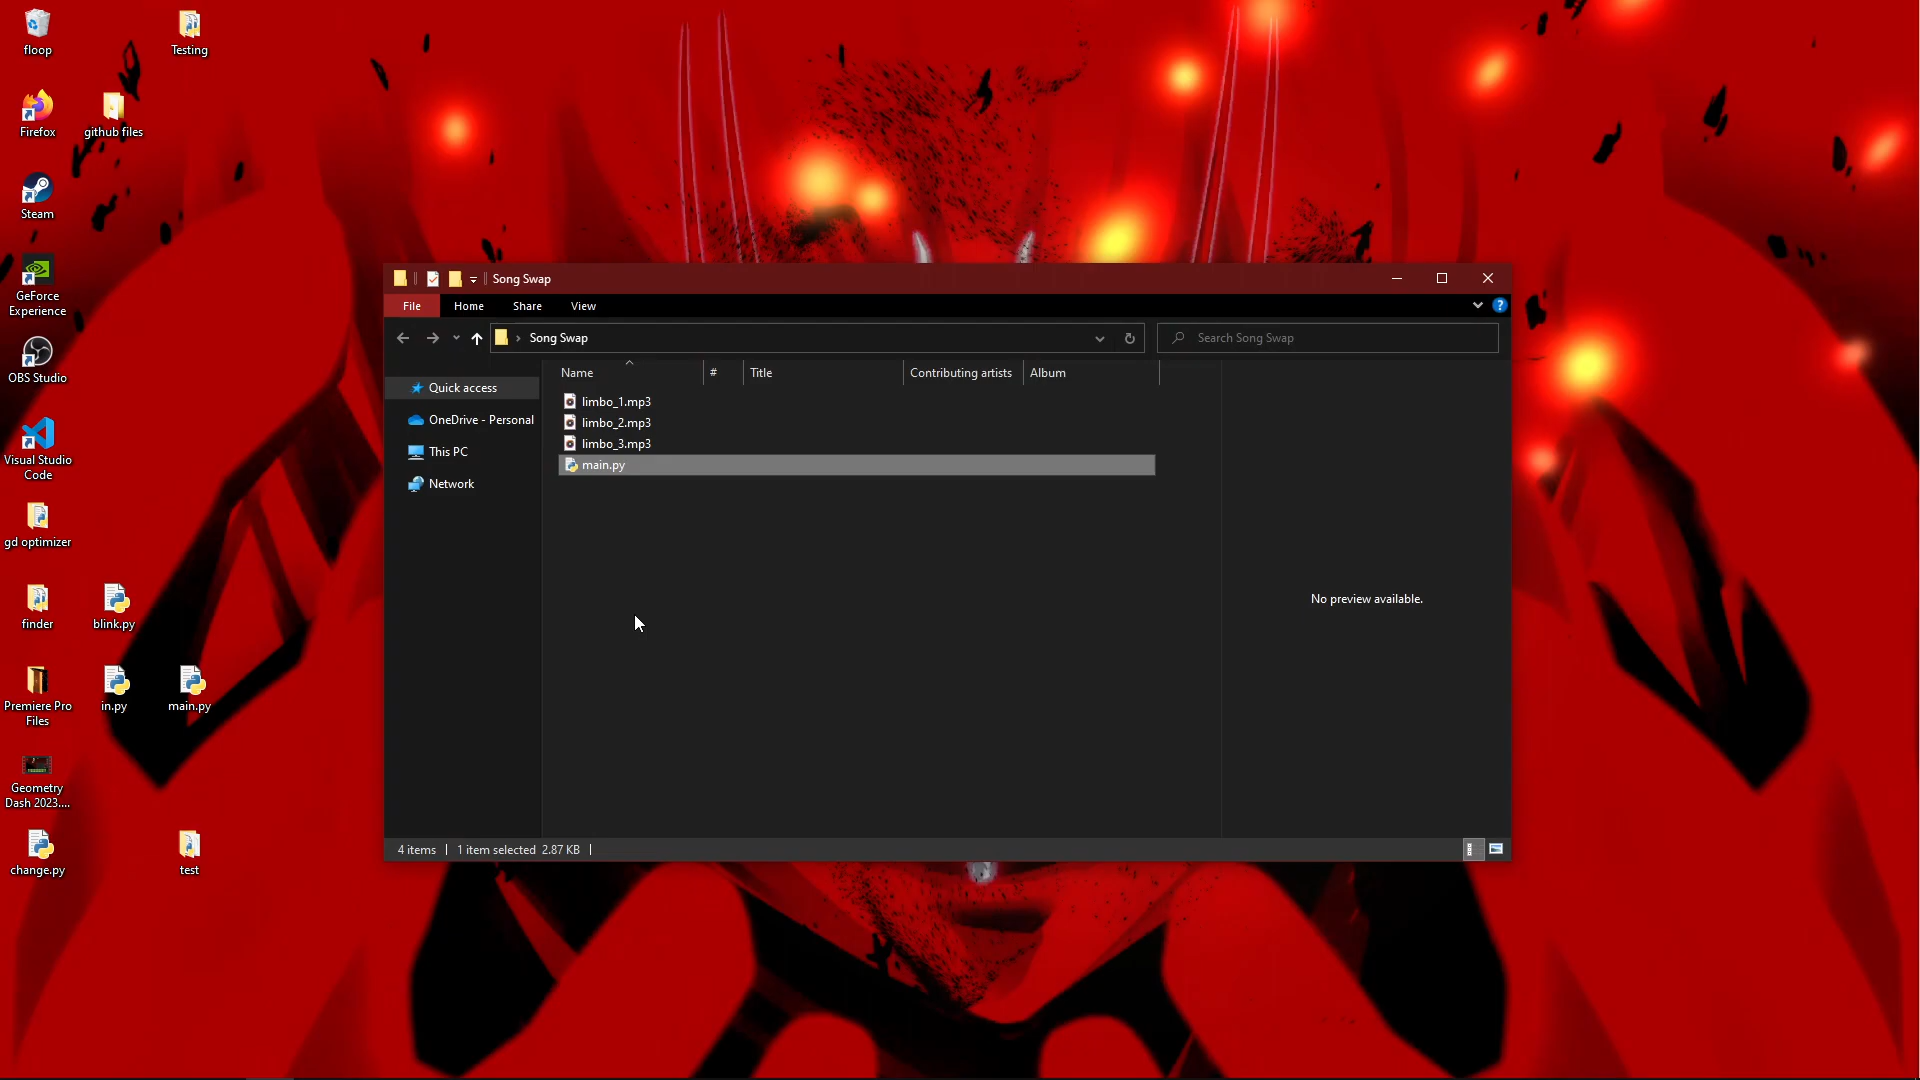 floop
Testing
Firefox
github files
Steam
GeForce
Experience
OBS Studio
Visual Studio
Code
gd optimizer
finder
blink.py
Premiere Pro
Files
in.py
main.py
Geometry
Dash 2023....
change.py
test
Song Swap
File
Home
Share
View
?
Song Swap
Search Song Swap
Quick access
OneDrive - Personal
This PC
Network
Name
#
Title
Contributing artists
Album
limbo_1.mp3
limbo_2.mp3
limbo_3.mp3
main.py
No preview available.
4 items
1 item selected 2.87 KB